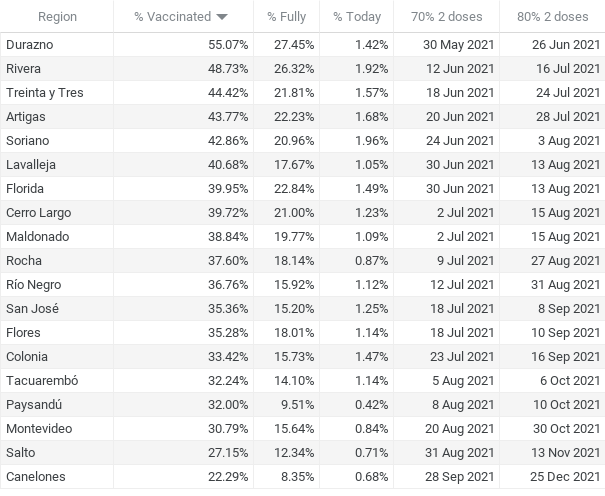 Region % Vaccinated % Fully % Today 70% 2 doses 80% 2 doses
Durazno 55.07% 27.45% 1.42% 30 May 2021 26 Jun 2021
Rivera 48.73% 26.32% 1.92% 12 Jun 2021 16 Jul 2021
Treinta y Tres 44.42% 21.81% 1.57% 18 Jun 2021 24 Jul 2021
Artigas 43.77% 22.23% 1.68% 20 Jun 2021 28 Jul 2021
Soriano 42.86% 20.96% 1.96% 24 Jun 2021 3 Aug 2021
Lavalleja 40.68% 17.67% 1.05% 30 Jun 2021 13 Aug 2021
Florida 39.95% 22.84% 1.49% 30 Jun 2021 13 Aug 2021
Cerro Largo 39.72% 21.00% 1.23% 2 Jul 2021 15 Aug 2021
Maldonado 38.84% 19.77% 1.09% 2 Jul 2021 15 Aug 2021
Rocha 37.60% 18.14% 0.87% 9 Jul 2021 27 Aug 2021
Río Negro 36.76% 15.92% 1.12% 12 Jul 2021 31 Aug 2021
San José 35.36% 15.20% 1.25% 18 Jul 2021 8 Sep 2021
Flores 35.28% 18.01% 1.14% 18 Jul 2021 10 Sep 2021
Colonia 33.42% 15.73% 1.47% 23 Jul 2021 16 Sep 2021
Tacuarembó 32.24% 14.10% 1.14% 5 Aug 2021 6 Oct 2021
Paysandú 32.00% 9.51% 0.42% 8 Aug 2021 10 Oct 2021
Montevideo 30.79% 15.64% 0.84% 20 Aug 2021 30 Oct 2021
Salto 27.15% 12.34% 0.71% 31 Aug 2021 13 Nov 2021
Canelones 22.29% 8.35% 0.68% 28 Sep 2021 25 Dec 2021